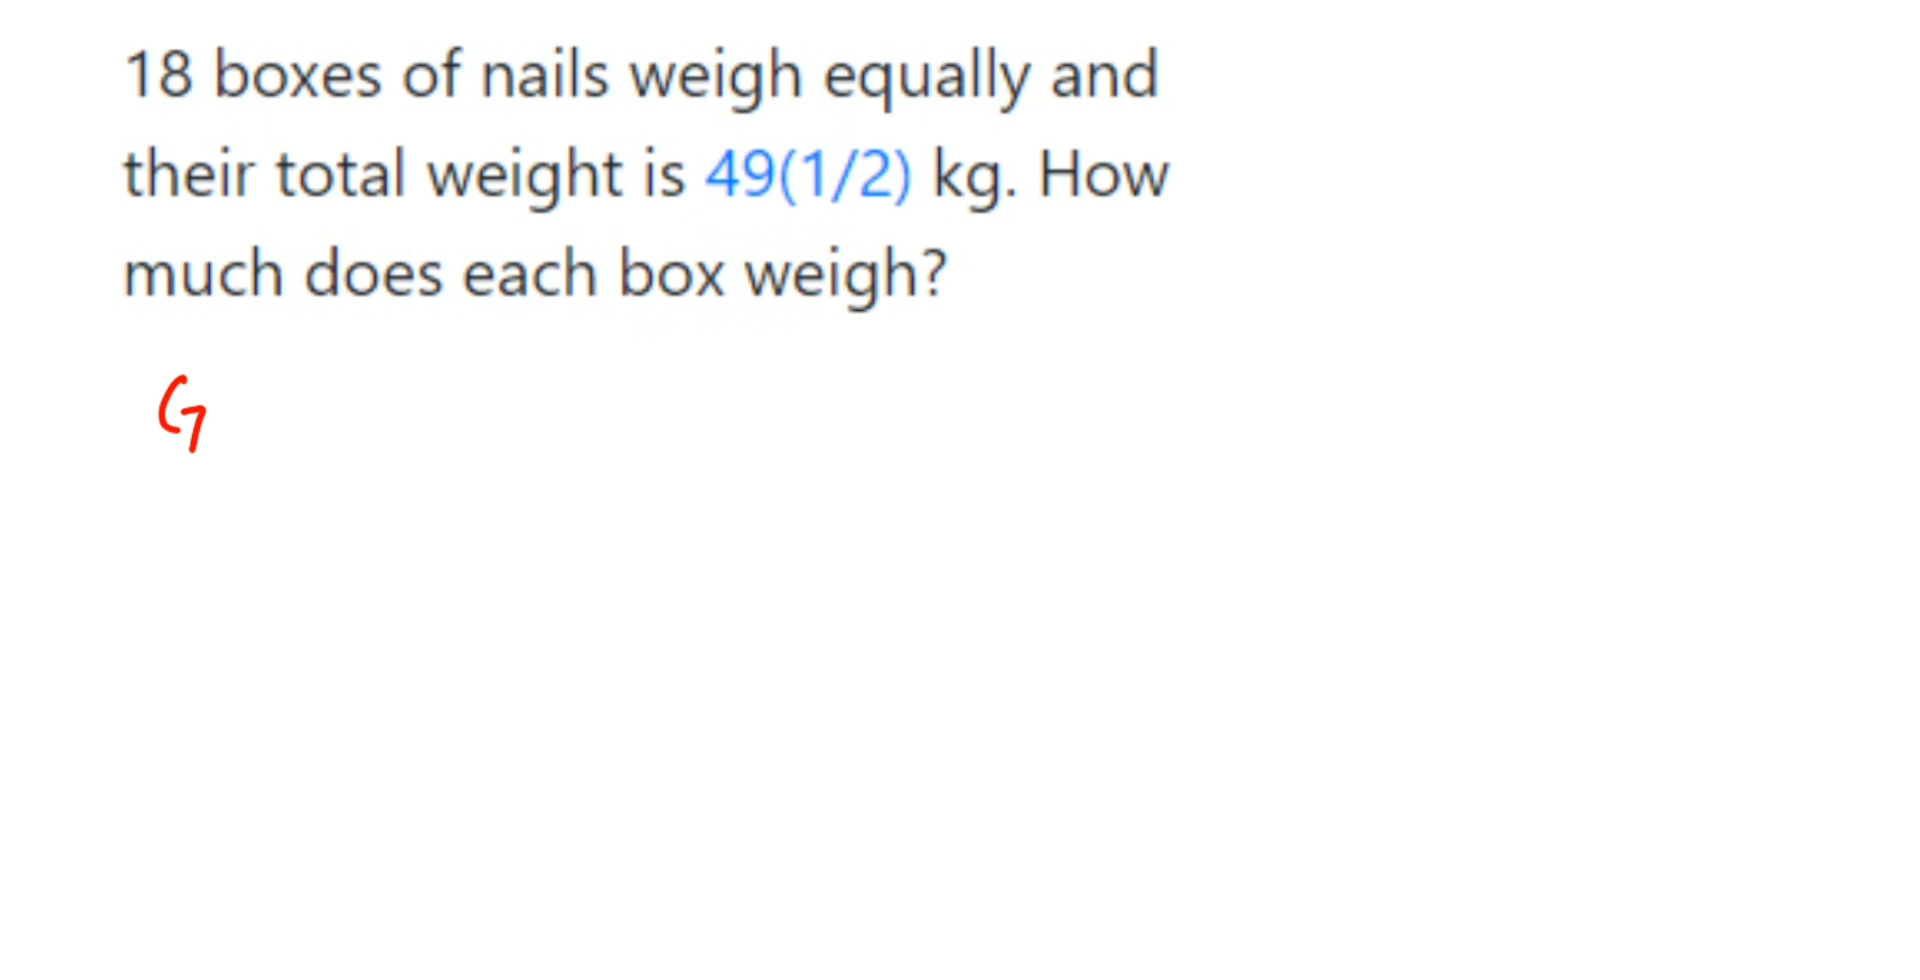 18 boxes of nails weigh equally and
their total weight is 49(1/2) kg. How
much does each box weigh?
G